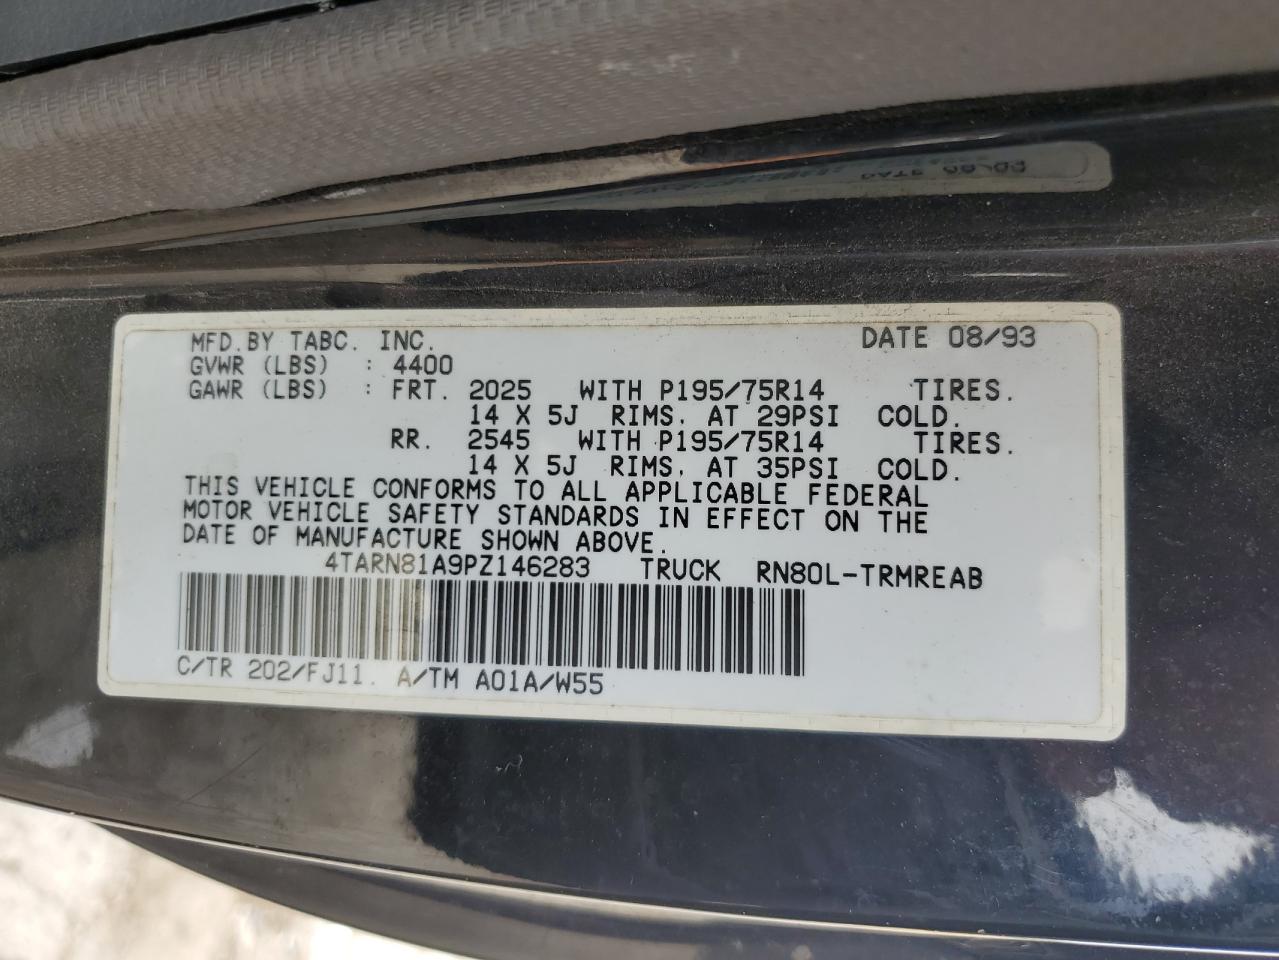 MFD.BY TABC. INC. DATE 08/93
GVWR (LBS) : 4400
GAWR (LBS) : FRT. 2025 WITH P195/75R14 TIRES.
14 X 5J RIMS. AT 29PSI COLD.
RR. 2545 WITH P195/75R14 TIRES.
14 X 5J RIMS. AT 35PSI COLD.
THIS VEHICLE CONFORMS TO ALL APPLICABLE FEDERAL
MOTOR VEHICLE SAFETY STANDARDS IN EFFECT ON THE
DATE OF MANUFACTURE SHOWN ABOVE.
4TARN81A9PZ146283 TRUCK RN80L-TRMREAB
C/TR 202/FJ11. A/TM A01A/W55